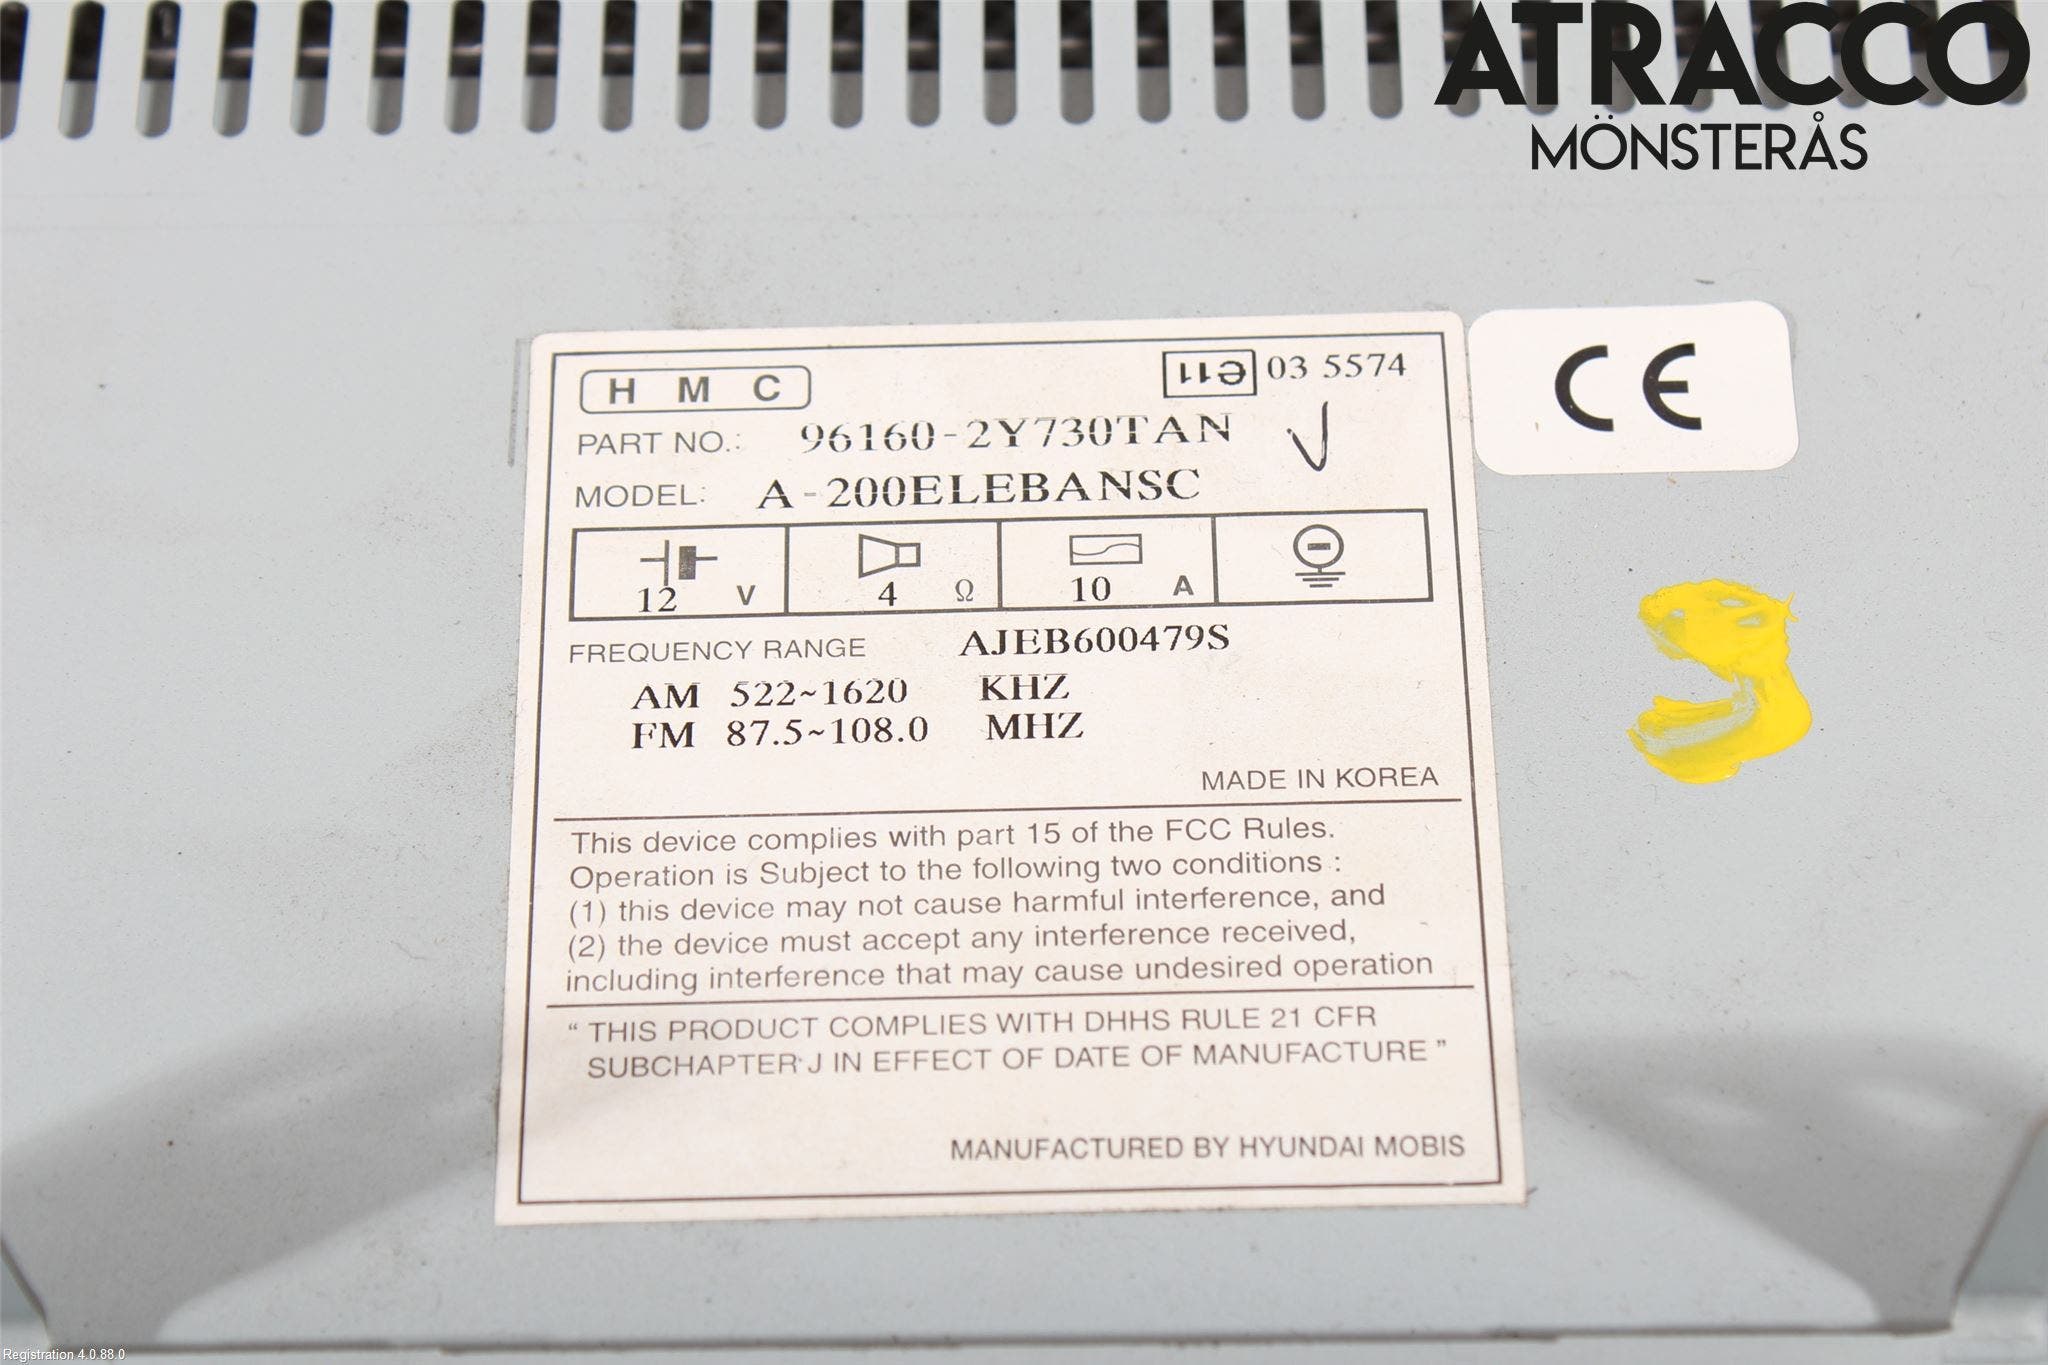 ATRACCO
MÖNSTERÅS
H M C
e11 03 5574
CE
PART NO.: 96160-2Y730TAN
MODEL: A-200ELEBANSC
12 V 4 Ω 10 A
FREQUENCY RANGE AJEB600479S
AM 522~1620 KHZ
FM 87.5~108.0 MHZ
MADE IN KOREA
This device complies with part 15 of the FCC Rules.
Operation is Subject to the following two conditions :
(1) this device may not cause harmful interference, and
(2) the device must accept any interference received,
including interference that may cause undesired operation
“ THIS PRODUCT COMPLIES WITH DHHS RULE 21 CFR
SUBCHAPTER J IN EFFECT OF DATE OF MANUFACTURE ”
MANUFACTURED BY HYUNDAI MOBIS
Registration 4.0.88.0